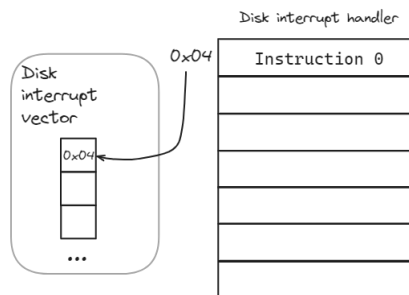 Disk interrupt handler
0x04
Instruction 0
Disk
interrupt
vector
0x04
...